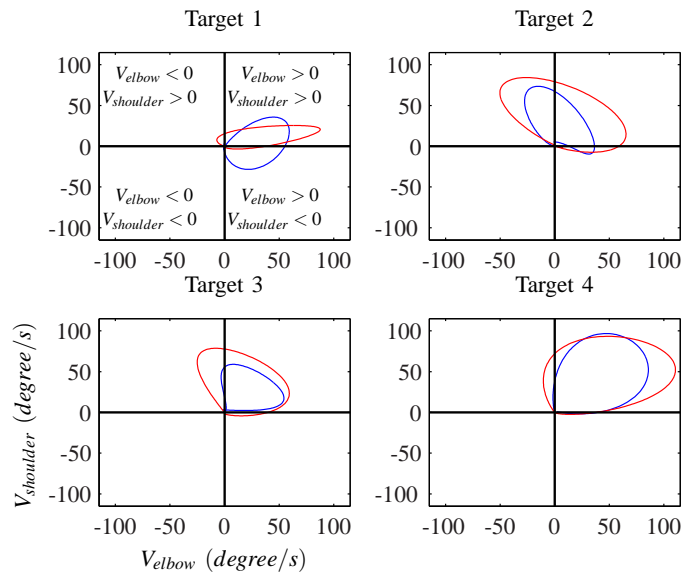 Target 1 Target 2
100
50
0
-50
-100
V_elbow < 0 V_elbow > 0
V_shoulder > 0 V_shoulder > 0
V_elbow < 0 V_elbow > 0
V_shoulder < 0 V_shoulder < 0
-100 -50 0 50 100
100
50
0
-50
-100
-100 -50 0 50 100
Target 3 Target 4
100
50
0
-50
-100
-100 -50 0 50 100
100
50
0
-50
-100
-100 -50 0 50 100
V_shoulder (degree/s)
V_elbow (degree/s)